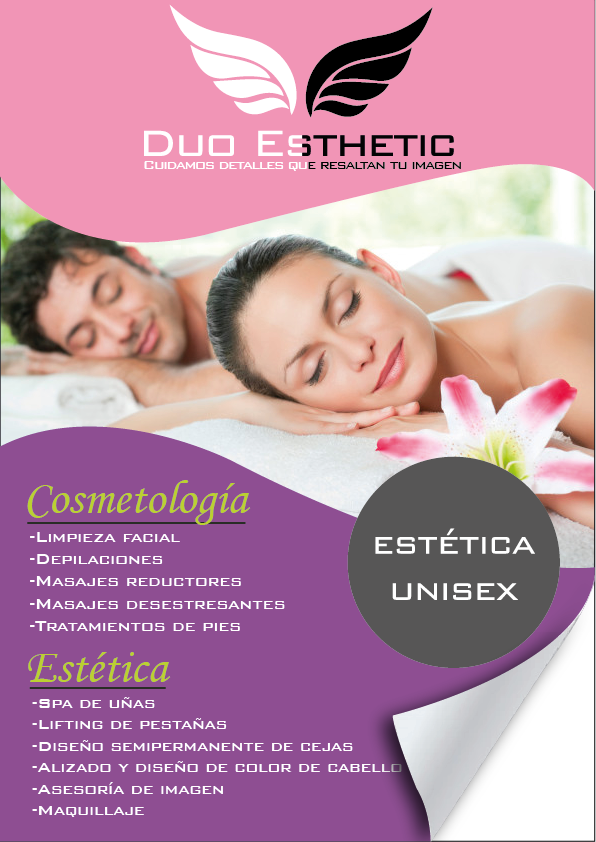 Duo Esthetic
Cuidamos detalles que resaltan tu imagen
Cosmetología
-Limpieza facial
-Depilaciones
-Masajes reductores
-Masajes desestresantes
-Tratamientos de pies
ESTÉTICA
UNISEX
Estética
-Spa de uñas
-Lifting de pestañas
-Diseño semipermanente de cejas
-Alizado y diseño de color de cabello
-Asesoría de imagen
-Maquillaje